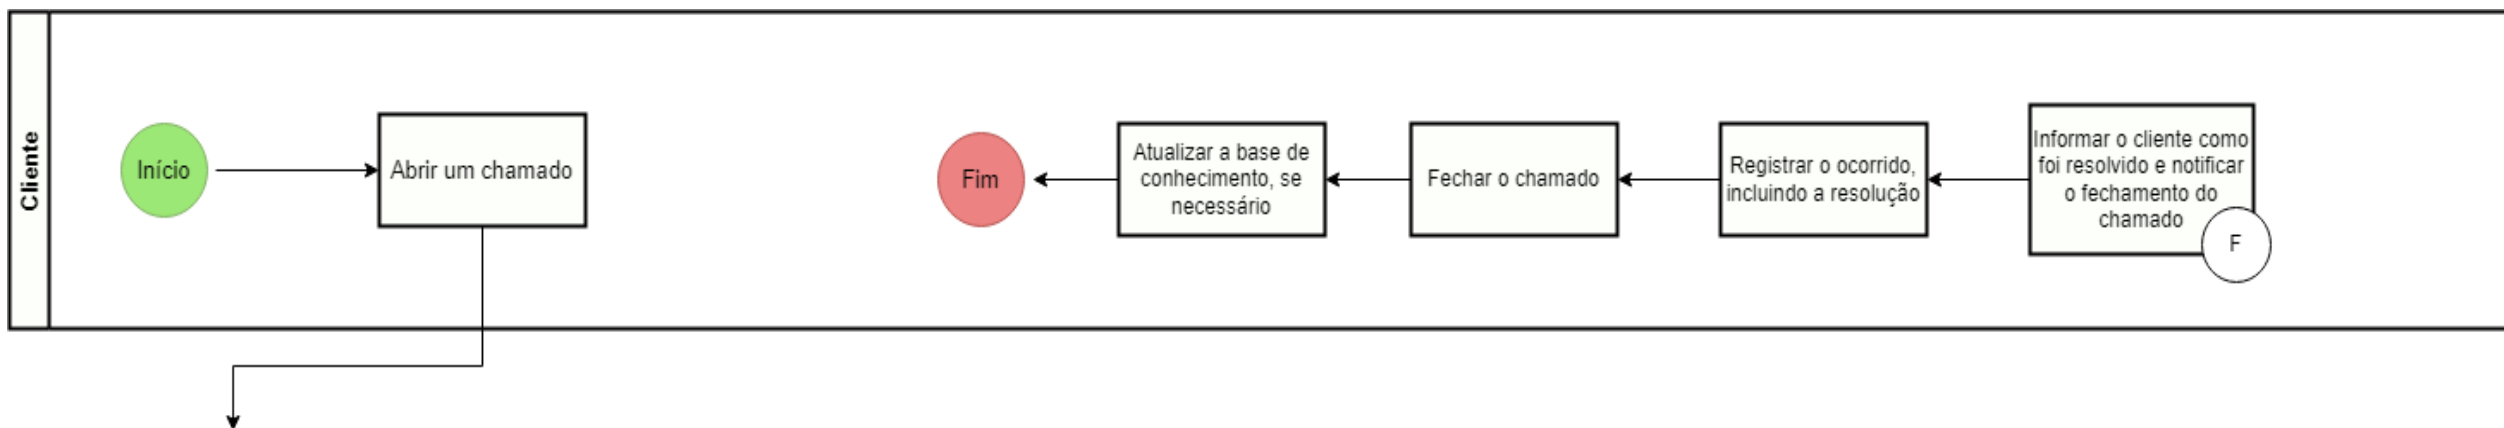 Cliente
Início
Abrir um chamado
Fim
Atualizar a base de
conhecimento, se
necessário
Fechar o chamado
Registrar o ocorrido,
incluindo a resolução
Informar o cliente como
foi resolvido e notificar
o fechamento do
chamado
F